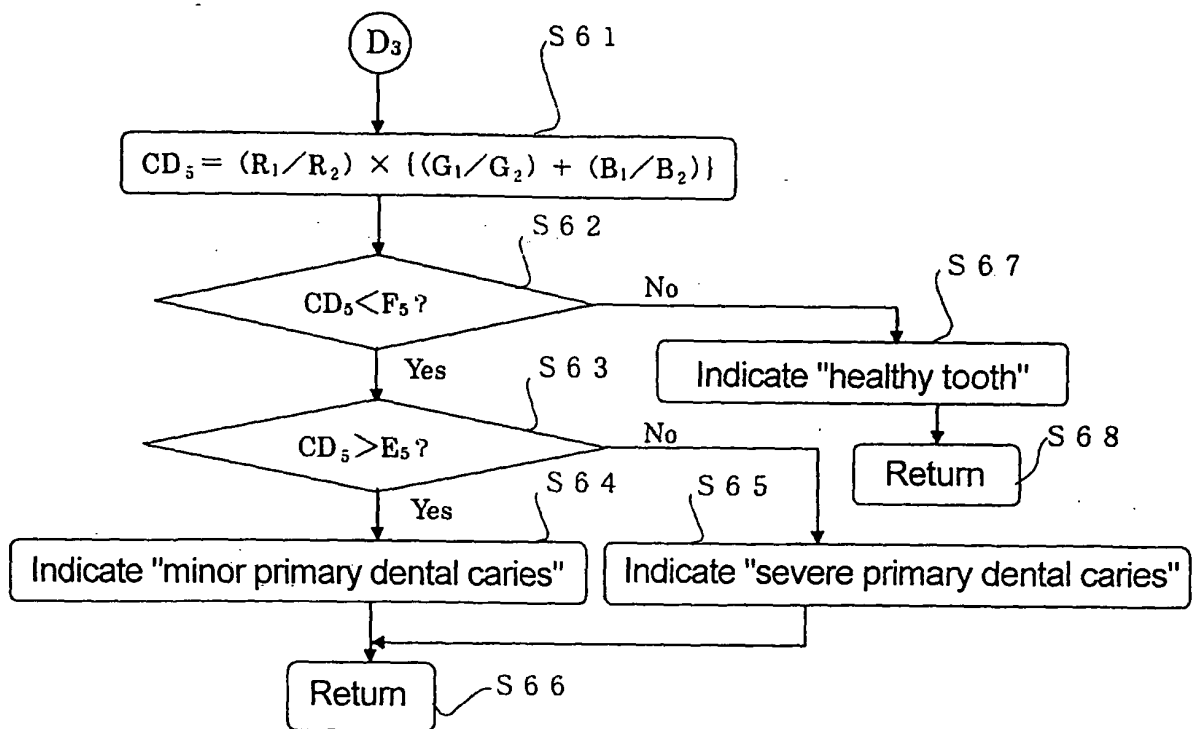 D₃
S61
CD₅ = (R₁/R₂) × {(G₁/G₂) + (B₁/B₂)}
S62
CD₅<F₅?
No
S67
Yes
Indicate "healthy tooth"
S63
CD₅>E₅?
No
S68
Return
S64
S65
Yes
Indicate "minor primary dental caries"
Indicate "severe primary dental caries"
Return
S66